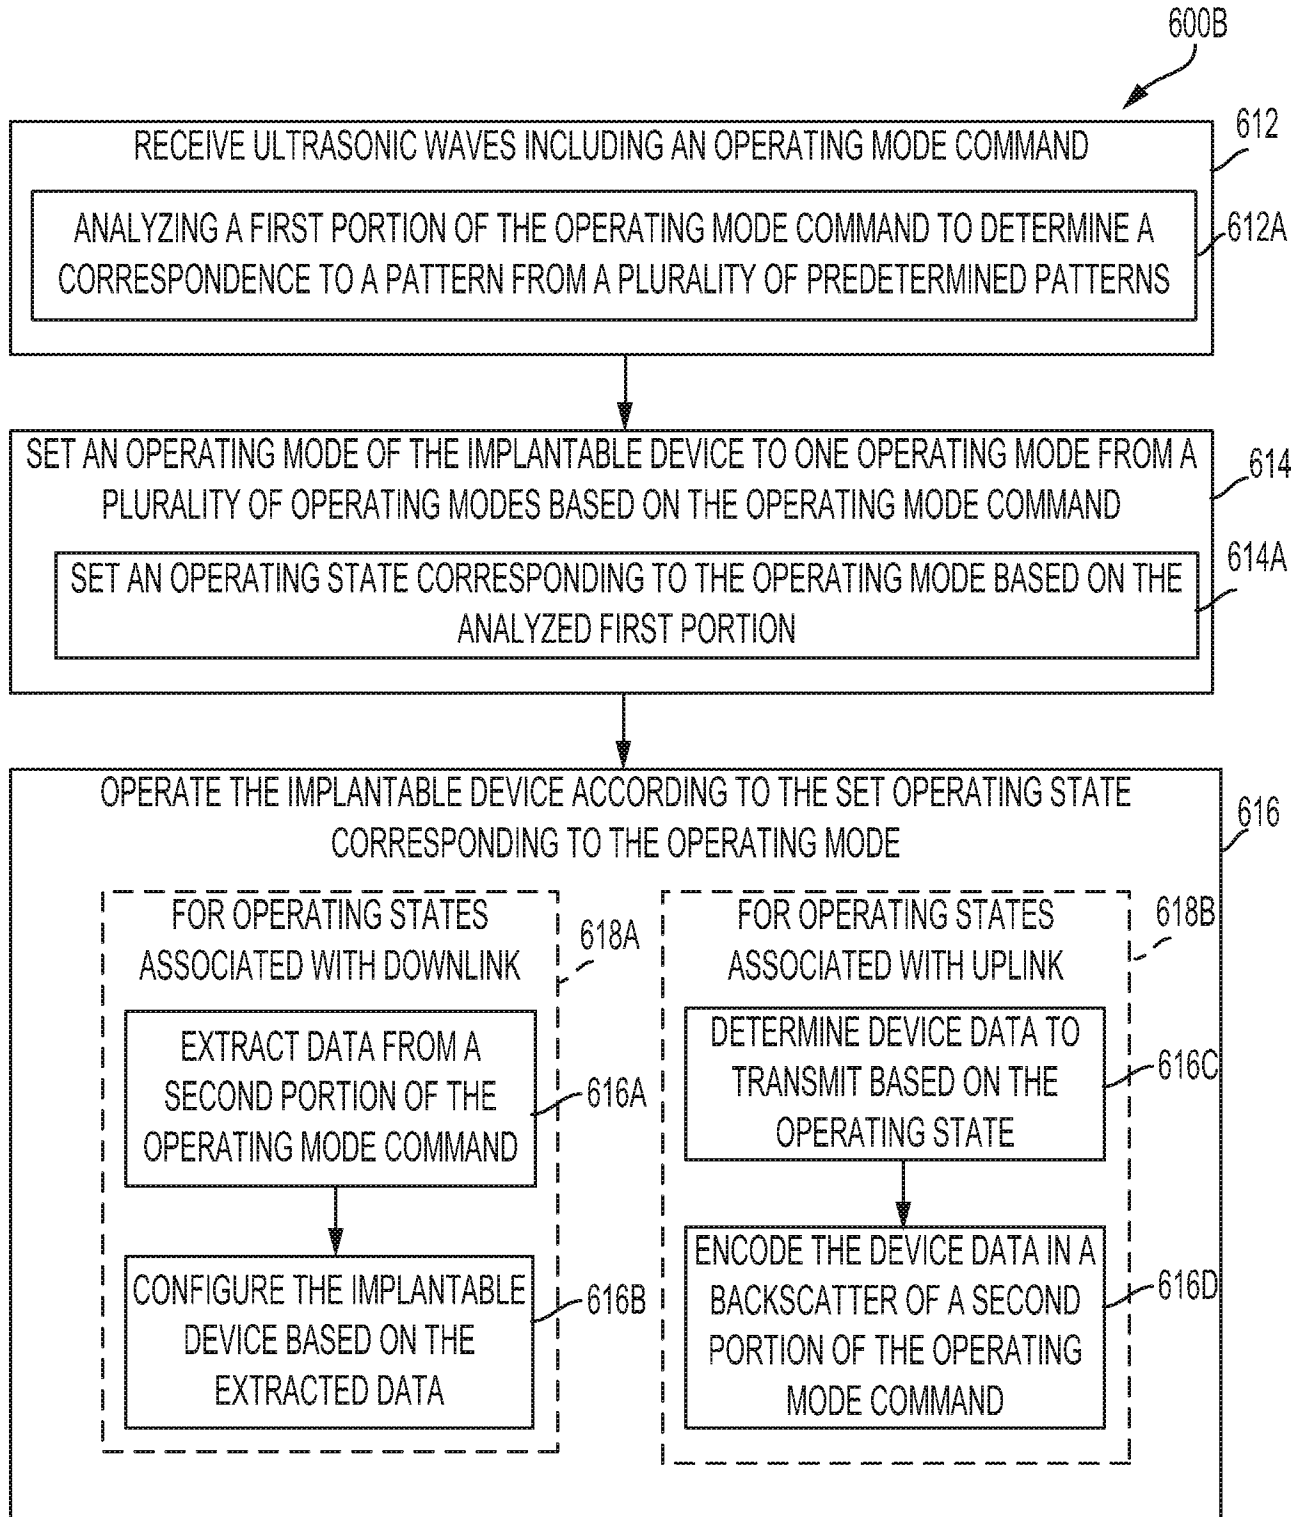 600B
RECEIVE ULTRASONIC WAVES INCLUDING AN OPERATING MODE COMMAND
612
ANALYZING A FIRST PORTION OF THE OPERATING MODE COMMAND TO DETERMINE A
CORRESPONDENCE TO A PATTERN FROM A PLURALITY OF PREDETERMINED PATTERNS
612A
SET AN OPERATING MODE OF THE IMPLANTABLE DEVICE TO ONE OPERATING MODE FROM A
PLURALITY OF OPERATING MODES BASED ON THE OPERATING MODE COMMAND
614
SET AN OPERATING STATE CORRESPONDING TO THE OPERATING MODE BASED ON THE
ANALYZED FIRST PORTION
614A
OPERATE THE IMPLANTABLE DEVICE ACCORDING TO THE SET OPERATING STATE
CORRESPONDING TO THE OPERATING MODE
616
FOR OPERATING STATES
ASSOCIATED WITH DOWNLINK
618A
EXTRACT DATA FROM A
SECOND PORTION OF THE
OPERATING MODE COMMAND
616A
CONFIGURE THE IMPLANTABLE
DEVICE BASED ON THE
EXTRACTED DATA
616B
FOR OPERATING STATES
ASSOCIATED WITH UPLINK
618B
DETERMINE DEVICE DATA TO
TRANSMIT BASED ON THE
OPERATING STATE
616C
ENCODE THE DEVICE DATA IN A
BACKSCATTER OF A SECOND
PORTION OF THE OPERATING
MODE COMMAND
616D